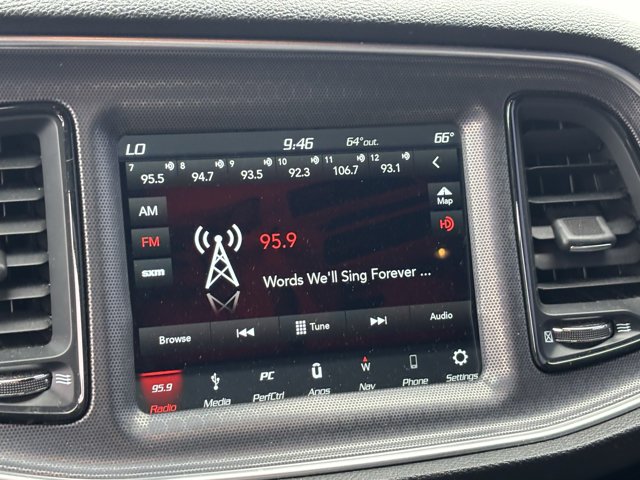 LO 9:46 64°out. 66°
7 8 9 10 11 12
95.5 94.7 93.5 92.3 106.7 93.1
AM
Map
FM
95.9
sxm
Words We'll Sing Forever ...
Browse Tune Audio
95.9 PC W
Radio Media PerfCtrl Apps Nav Phone Settings